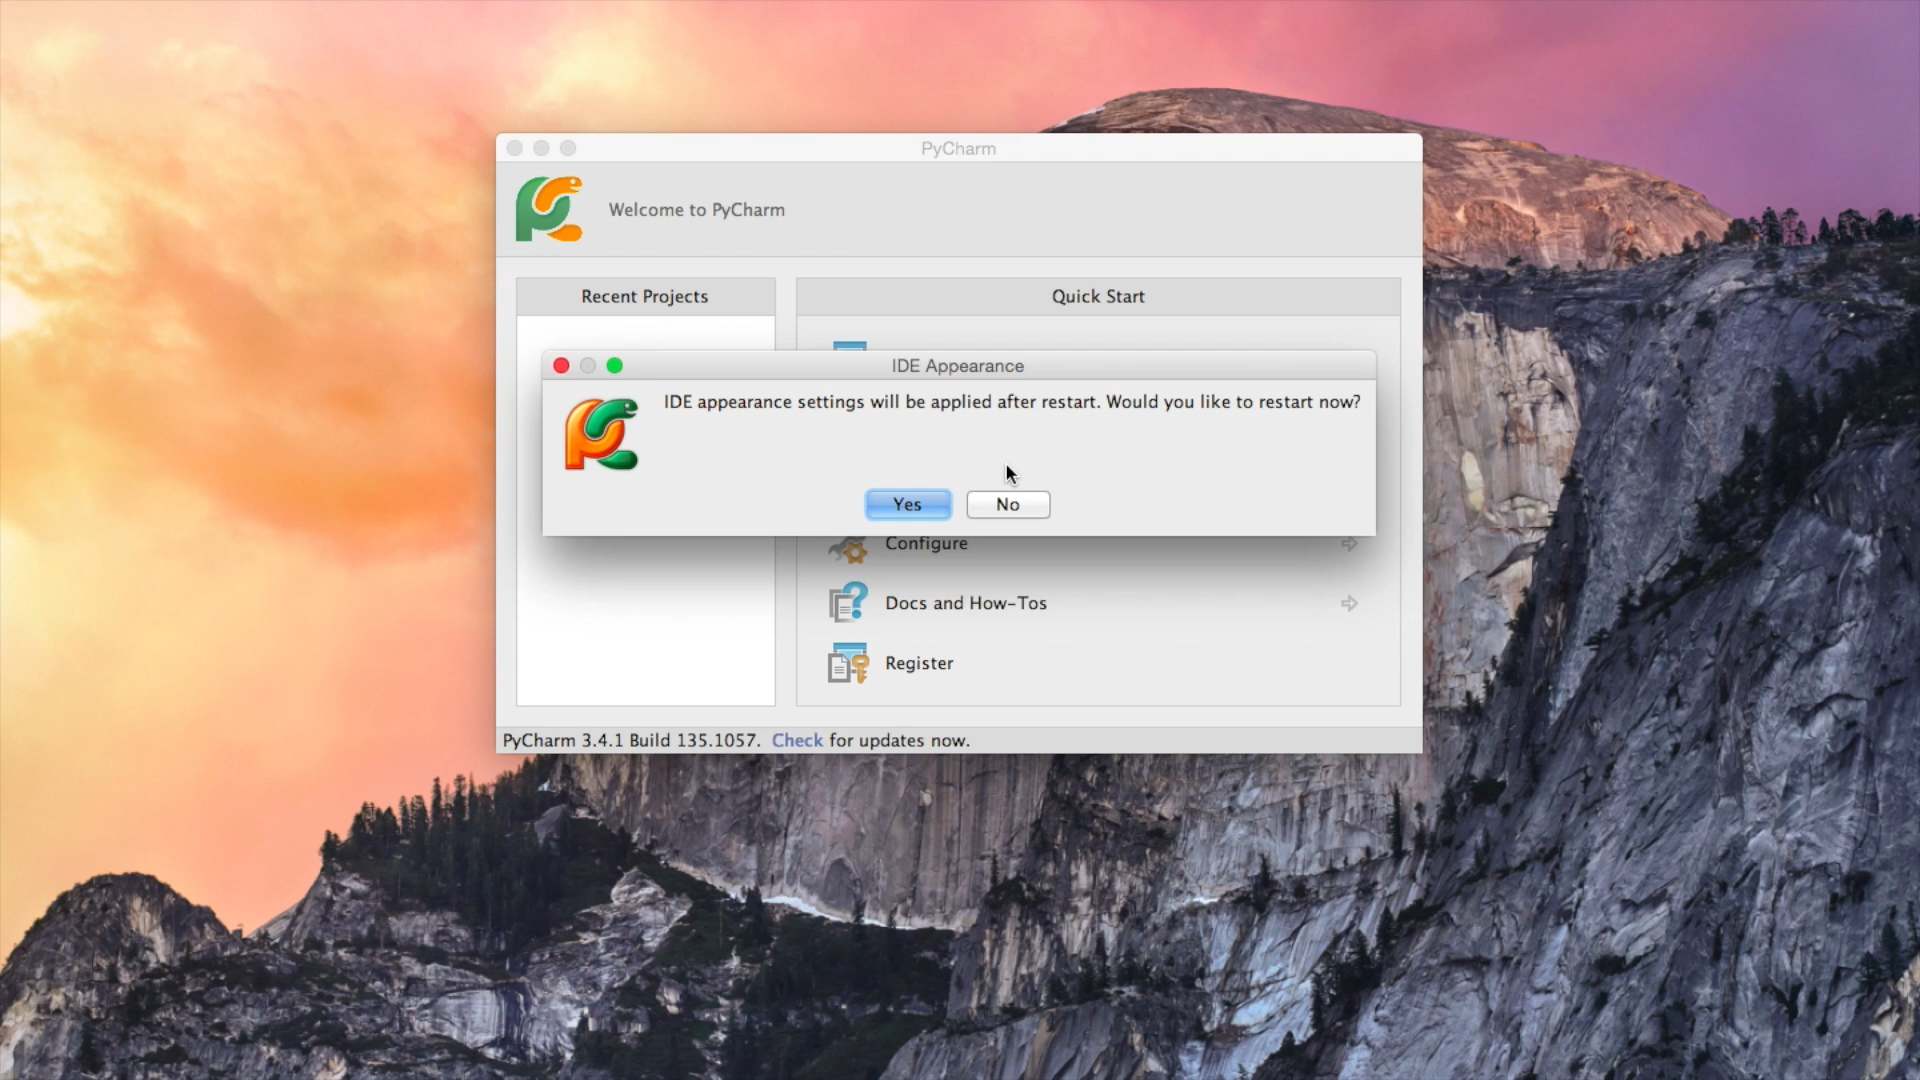 PyCharm
Welcome to PyCharm
Recent Projects
Quick Start
IDE Appearance
IDE appearance settings will be applied after restart. Would you like to restart now?
Yes
No
Configure
Docs and How-Tos
Register
PyCharm 3.4.1 Build 135.1057. Check for updates now.